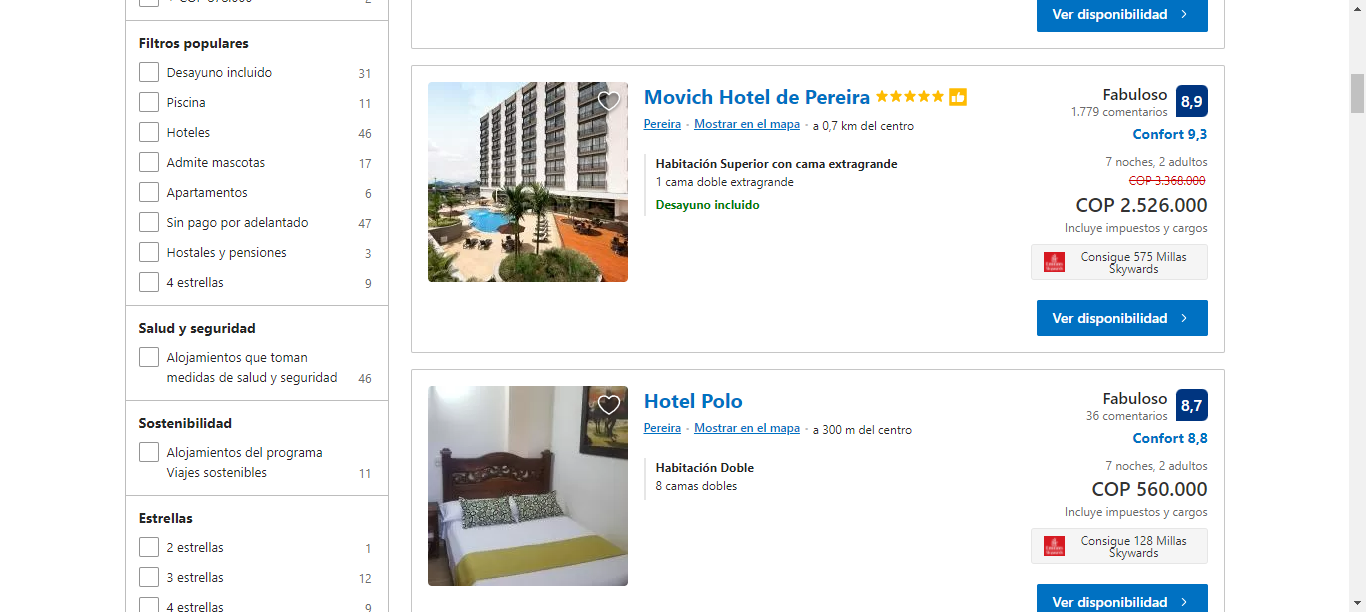 Ver disponibilidad
Filtros populares
Desayuno incluido 31
Piscina 11
Hoteles 46
Admite mascotas 17
Apartamentos 6
Sin pago por adelantado 47
Hostales y pensiones 3
4 estrellas 9
Salud y seguridad
Alojamientos que toman
medidas de salud y seguridad 46
Sostenibilidad
Alojamientos del programa
Viajes sostenibles 11
Estrellas
2 estrellas 1
3 estrellas 12
4 estrellas 9
Movich Hotel de Pereira
Pereira · Mostrar en el mapa · a 0,7 km del centro
Habitación Superior con cama extragrande
1 cama doble extragrande
Desayuno incluido
Fabuloso 8,9
1.779 comentarios
Confort 9,3
7 noches, 2 adultos
COP 3.368.000
COP 2.526.000
Incluye impuestos y cargos
Consigue 575 Millas
Skywards
Ver disponibilidad
Hotel Polo
Pereira · Mostrar en el mapa · a 300 m del centro
Habitación Doble
8 camas dobles
Fabuloso 8,7
36 comentarios
Confort 8,8
7 noches, 2 adultos
COP 560.000
Incluye impuestos y cargos
Consigue 128 Millas
Skywards
Ver disponibilidad